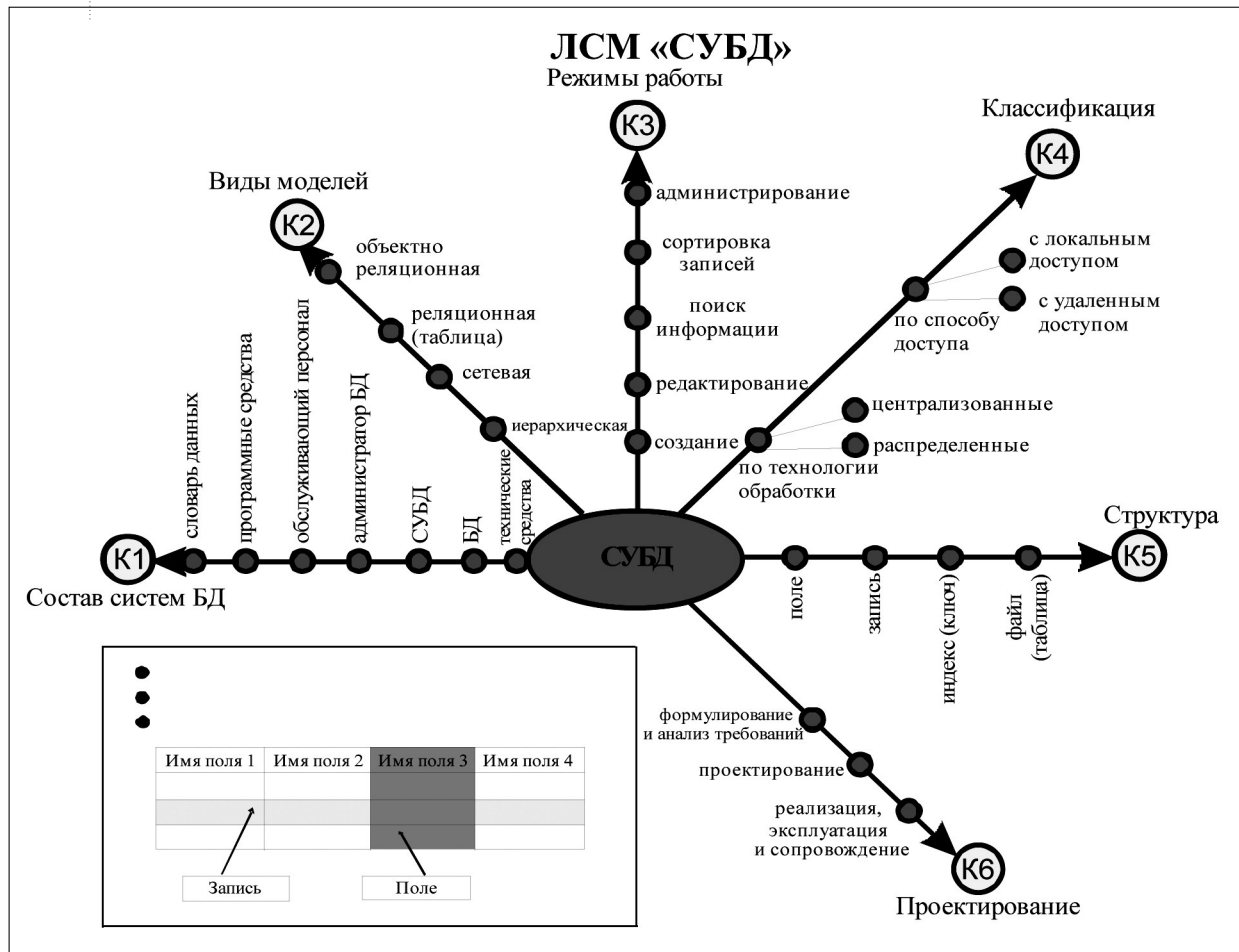 ЛСМ «СУБД»
Режимы работы
К3
администрирование
сортировка
записей
поиск
информации
редактирование
создание
Классификация
К4
с локальным
доступом
с удаленным
доступом
по способу
доступа
централизованные
распределенные
по технологии
обработки
Виды моделей
К2
объектно
реляционная
реляционная
(таблица)
сетевая
иерархическая
словарь данных
программные средства
обслуживающий персонал
администратор БД
СУБД
БД
технические
средства
К1
Состав систем БД
СУБД
Структура
К5
поле
запись
индекс (ключ)
файл
(таблица)
формулирование
и анализ требований
проектирование
реализация,
эксплуатация
и сопровождение
К6
Проектирование
Имя поля 1 Имя поля 2 Имя поля 3 Имя поля 4
Запись Поле